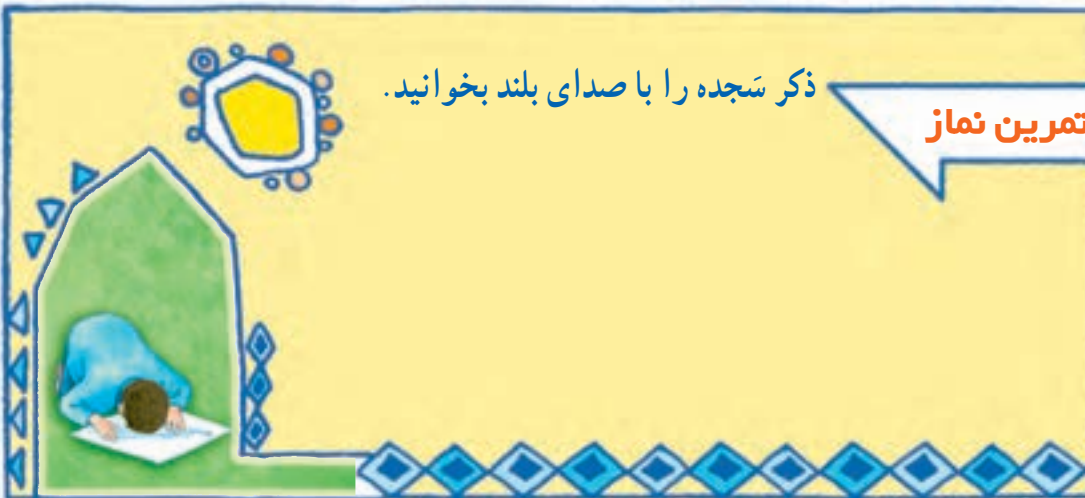 تمرین نماز
ذکر سَجده را با صدای بلند بخوانید.